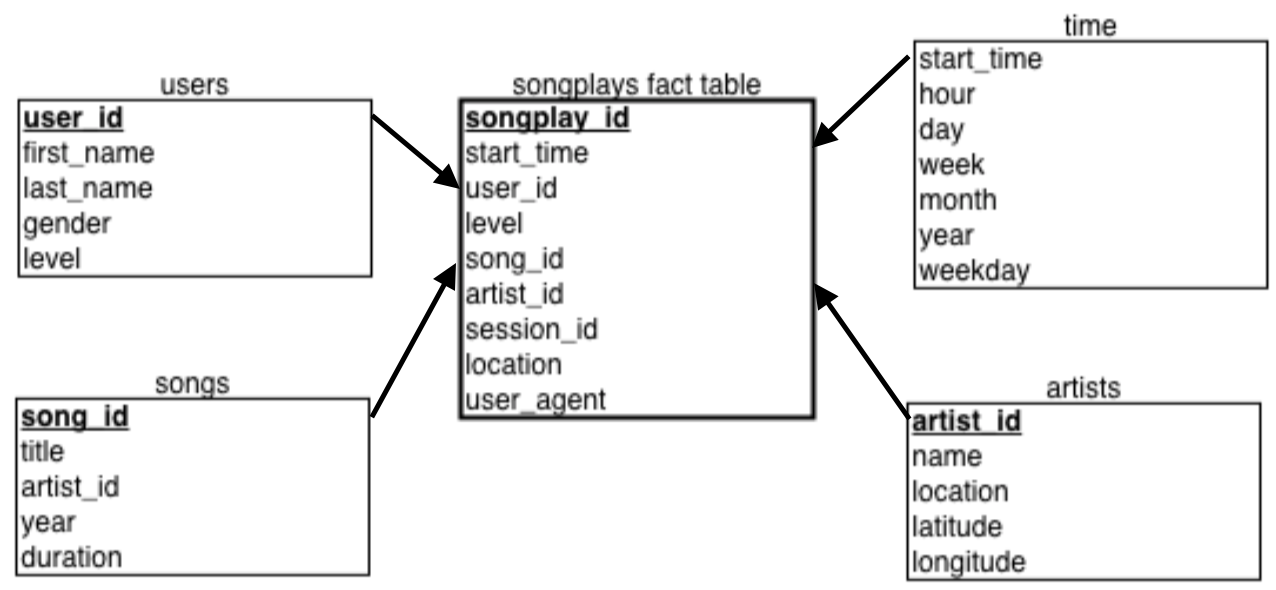 users
user_id
first_name
last_name
gender
level
songplays fact table
songplay_id
start_time
user_id
level
song_id
artist_id
session_id
location
user_agent
time
start_time
hour
day
week
month
year
weekday
songs
song_id
title
artist_id
year
duration
artists
artist_id
name
location
latitude
longitude